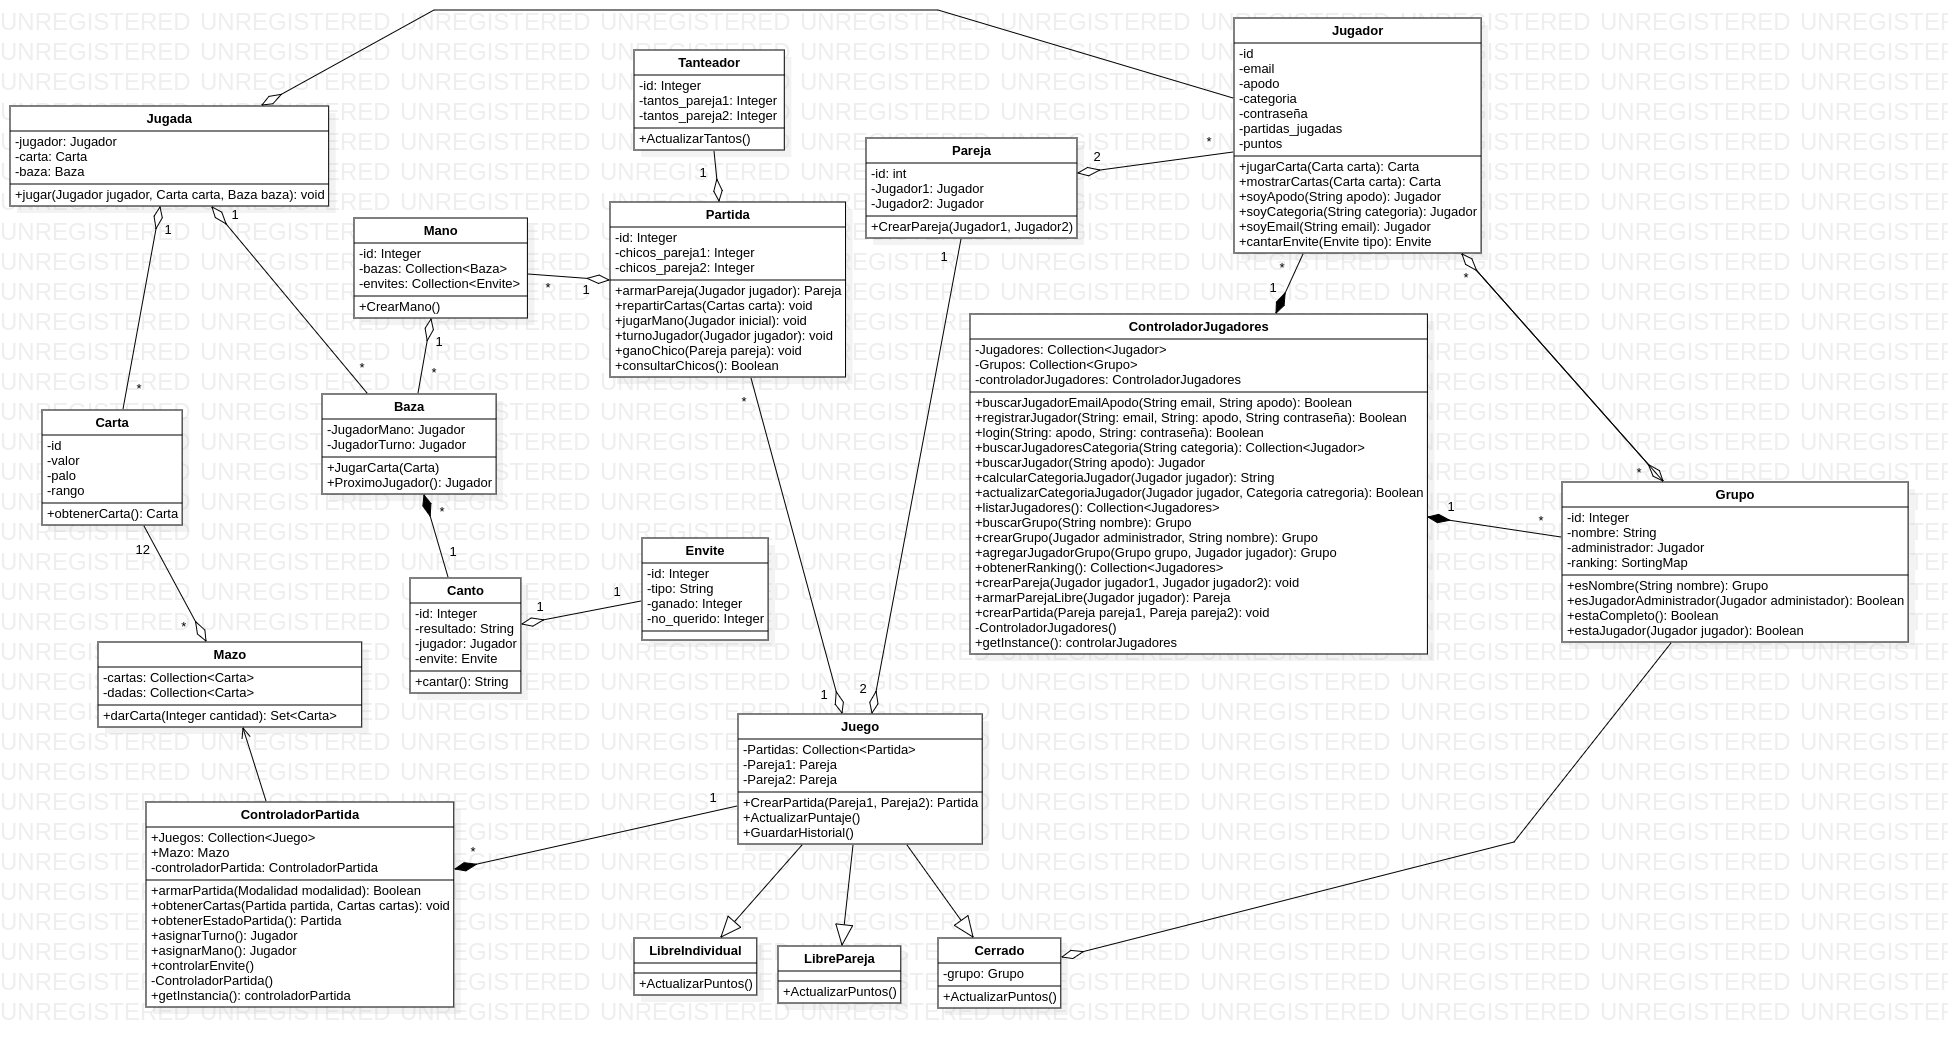 Jugador
-id
-email
-apodo
-categoria
-contraseña
-partidas_jugadas
-puntos
+jugarCarta(Carta carta): Carta
+mostrarCartas(Carta carta): Carta
+soyApodo(String apodo): Jugador
+soyCategoria(String categoria): Jugador
+soyEmail(String email): Jugador
+cantarEnvite(Envite tipo): Envite
Tanteador
-id: Integer
-tantos_pareja1: Integer
-tantos_pareja2: Integer
+ActualizarTantos()
1
Jugada
-jugador: Jugador
-carta: Carta
-baza: Baza
+jugar(Jugador jugador, Carta carta, Baza baza): void
1
1
*
*
Pareja
-id: int
-Jugador1: Jugador
-Jugador2: Jugador
+CrearPareja(Jugador1, Jugador2)
2
*
1
2
Partida
-id: Integer
-chicos_pareja1: Integer
-chicos_pareja2: Integer
+armarPareja(Jugador jugador): Pareja
+repartirCartas(Cartas carta): void
+jugarMano(Jugador inicial): void
+turnoJugador(Jugador jugador): void
+ganoChico(Pareja pareja): void
+consultarChicos(): Boolean
*
1
Mano
-id: Integer
-bazas: Collection<Baza>
-envites: Collection<Envite>
+CrearMano()
*
1
1
*
ControladorJugadores
-Jugadores: Collection<Jugador>
-Grupos: Collection<Grupo>
-controladorJugadores: ControladorJugadores
+buscarJugadorEmailApodo(String email, String apodo): Boolean
+registrarJugador(String: email, String: apodo, String contraseña): Boolean
+login(String: apodo, String: contraseña): Boolean
+buscarJugadoresCategoria(String categoria): Collection<Jugador>
+buscarJugador(String apodo): Jugador
+calcularCategoriaJugador(Jugador jugador): String
+actualizarCategoriaJugador(Jugador jugador, Categoria catregoria): Boolean
+listarJugadores(): Collection<Jugadores>
+buscarGrupo(String nombre): Grupo
+crearGrupo(Jugador administrador, String nombre): Grupo
+agregarJugadorGrupo(Grupo grupo, Jugador jugador): Grupo
+obtenerRanking(): Collection<Jugadores>
+crearPareja(Jugador jugador1, Jugador jugador2): void
+armarParejaLibre(Jugador jugador): Pareja
+crearPartida(Pareja pareja1, Pareja pareja2): void
-ControladorJugadores()
+getInstance(): controlarJugadores
*
1
*
*
1
*
Baza
-JugadorMano: Jugador
-JugadorTurno: Jugador
+JugarCarta(Carta)
+ProximoJugador(): Jugador
*
1
Carta
-id
-valor
-palo
-rango
+obtenerCarta(): Carta
12
*
Grupo
-id: Integer
-nombre: String
-administrador: Jugador
-ranking: SortingMap
+esNombre(String nombre): Grupo
+esJugadorAdministrador(Jugador administador): Boolean
+estaCompleto(): Boolean
+estaJugador(Jugador jugador): Boolean
Envite
-id: Integer
-tipo: String
-ganado: Integer
-no_querido: Integer
1
1
Canto
-id: Integer
-resultado: String
-jugador: Jugador
-envite: Envite
+cantar(): String
Mazo
-cartas: Collection<Carta>
-dadas: Collection<Carta>
+darCarta(Integer cantidad): Set<Carta>
Juego
-Partidas: Collection<Partida>
-Pareja1: Pareja
-Pareja2: Pareja
+CrearPartida(Pareja1, Pareja2): Partida
+ActualizarPuntaje()
+GuardarHistorial()
1
*
ControladorPartida
+Juegos: Collection<Juego>
+Mazo: Mazo
-controladorPartida: ControladorPartida
+armarPartida(Modalidad modalidad): Boolean
+obtenerCartas(Partida partida, Cartas cartas): void
+obtenerEstadoPartida(): Partida
+asignarTurno(): Jugador
+asignarMano(): Jugador
+controlarEnvite()
-ControladorPartida()
+getInstancia(): controladorPartida
LibreIndividual
+ActualizarPuntos()
LibrePareja
+ActualizarPuntos()
Cerrado
-grupo: Grupo
+ActualizarPuntos()
UNREGISTERED